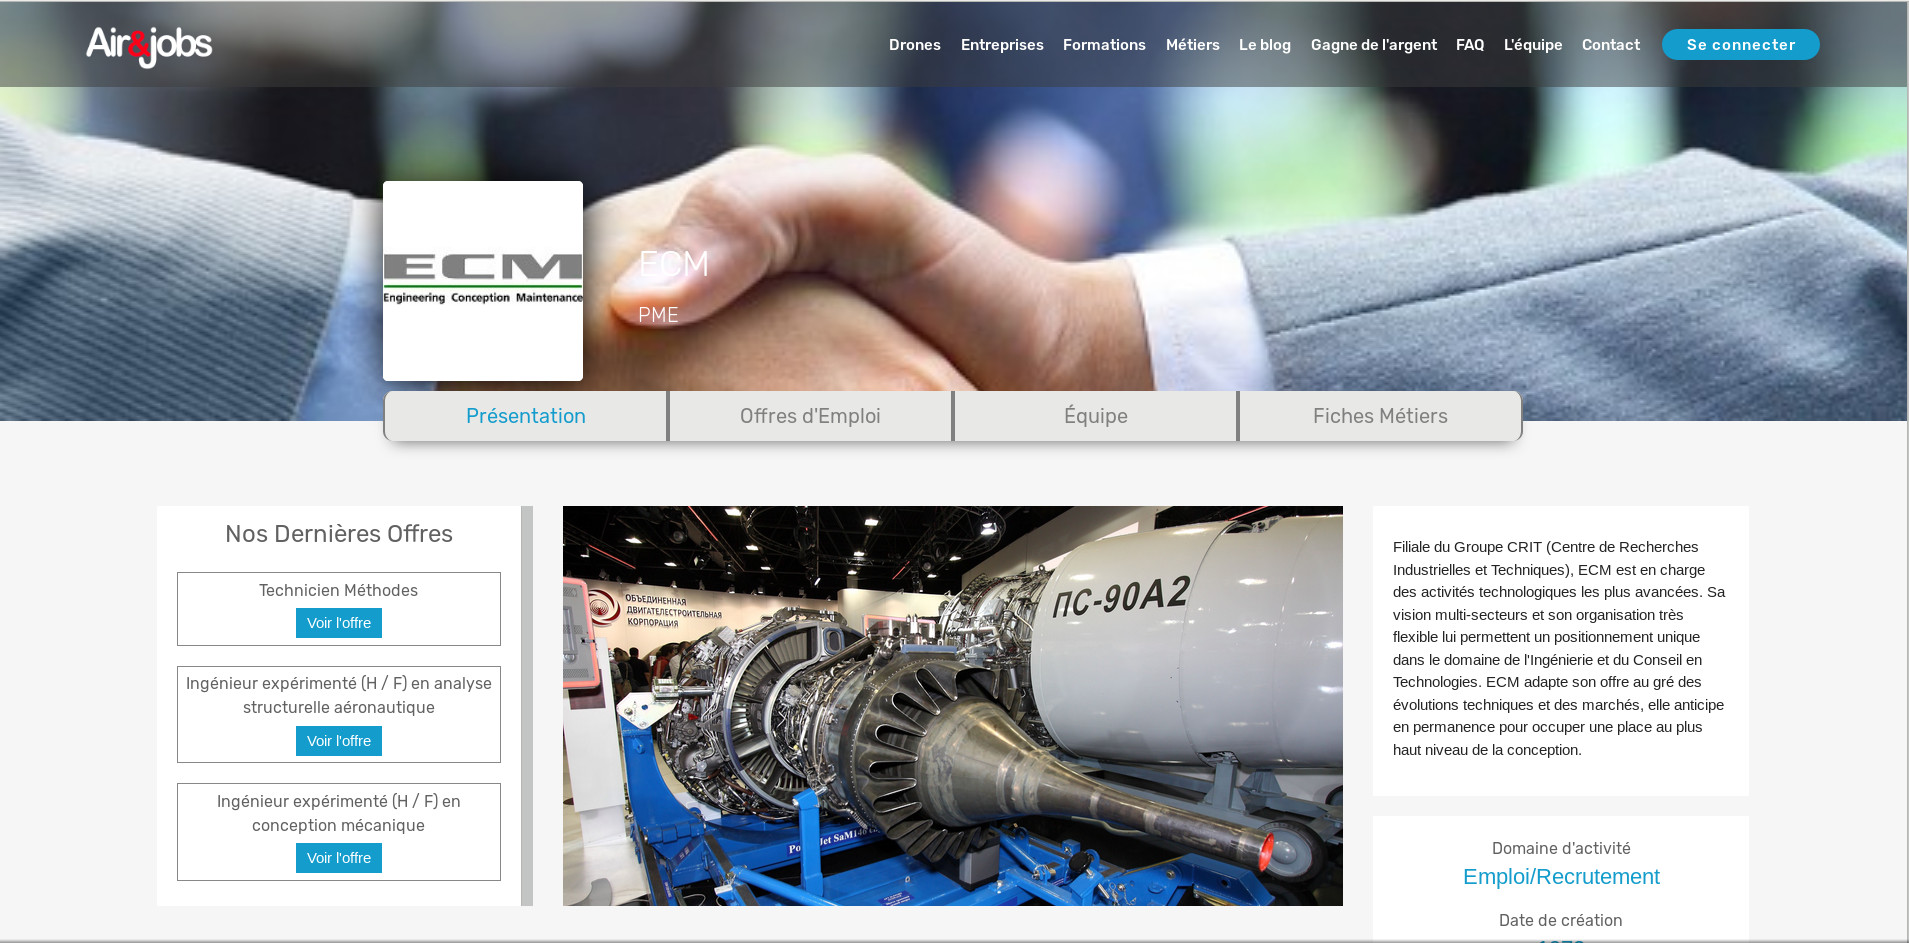 Air&jobs
Drones Entreprises Formations Métiers Le blog Gagne de l'argent FAQ L'équipe Contact Se connecter
ECM
Engineering Conception Maintenance
ECM
PME
Présentation Offres d'Emploi Équipe Fiches Métiers
Nos Dernières Offres
Technicien Méthodes
Voir l'offre
Ingénieur expérimenté (H / F) en analyse
structurelle aéronautique
Voir l'offre
Ingénieur expérimenté (H / F) en
conception mécanique
Voir l'offre
ОБЪЕДИНЕННАЯ
ДВИГАТЕЛЕСТРОИТЕЛЬНАЯ
КОРПОРАЦИЯ
ПС-90А2
SaM146
Filiale du Groupe CRIT (Centre de Recherches
Industrielles et Techniques), ECM est en charge
des activités technologiques les plus avancées. Sa
vision multi-secteurs et son organisation très
flexible lui permettent un positionnement unique
dans le domaine de l'Ingénierie et du Conseil en
Technologies. ECM adapte son offre au gré des
évolutions techniques et des marchés, elle anticipe
en permanence pour occuper une place au plus
haut niveau de la conception.
Domaine d'activité
Emploi/Recrutement
Date de création